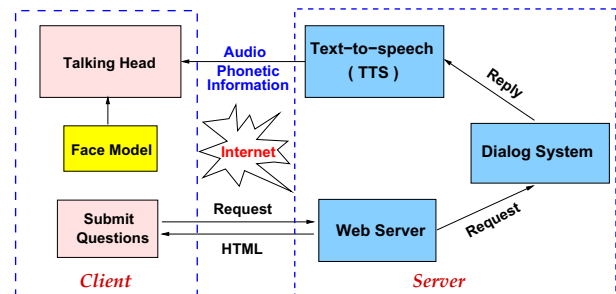 Talking Head
Audio
Phonetic
Information
Text-to-speech
( TTS )
Reply
Face Model
Internet
Dialog System
Submit
Questions
Request
HTML
Web Server
Request
Client
Server